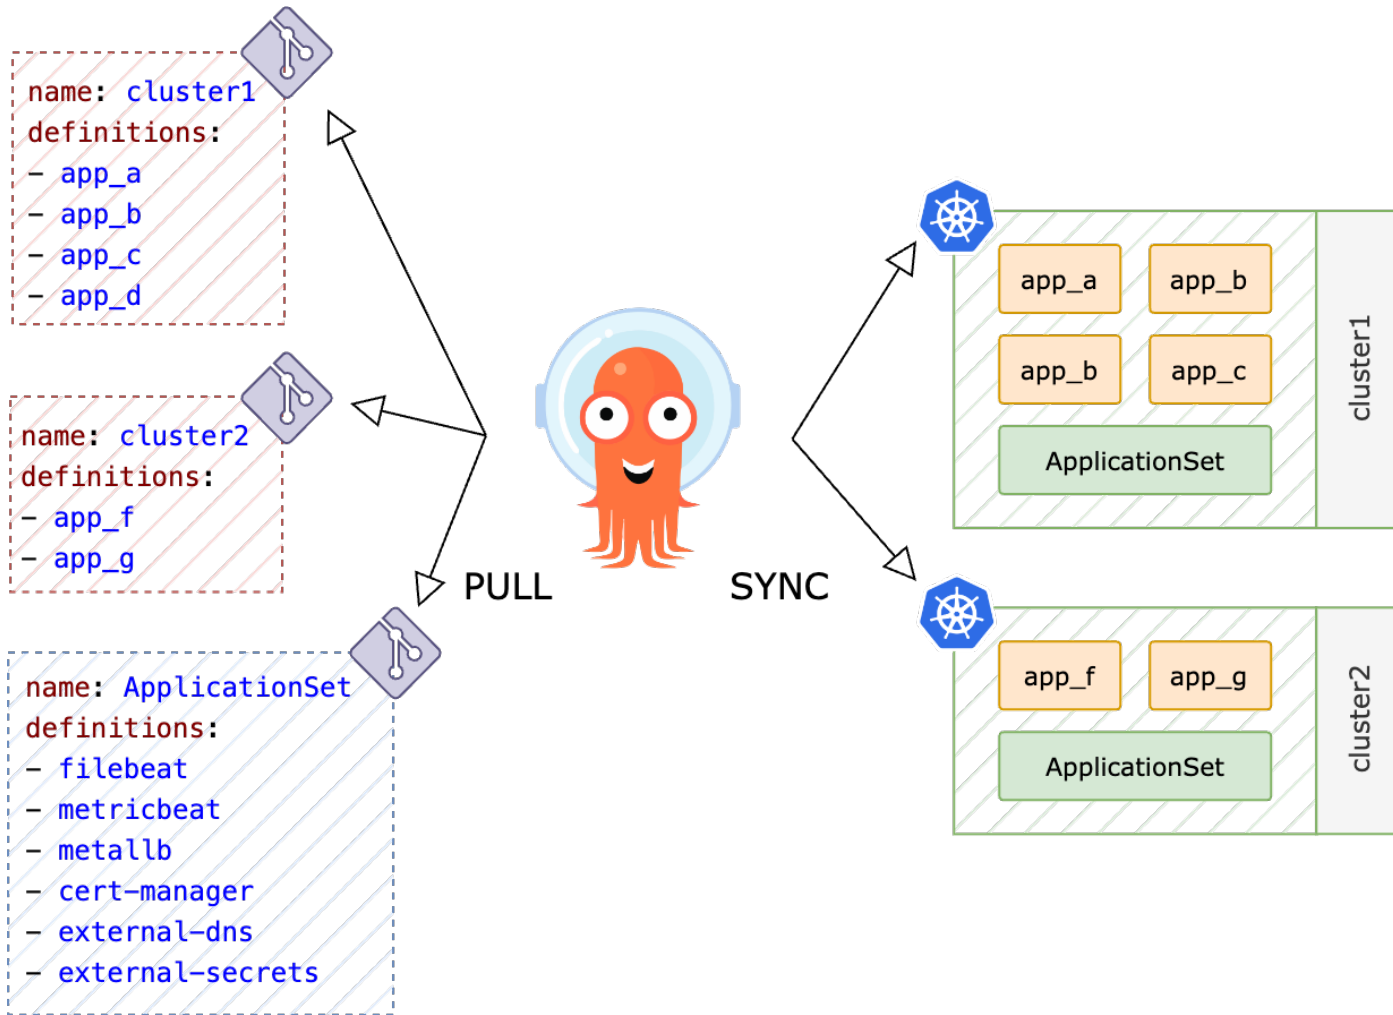 name: cluster1
definitions:
- app_a
- app_b
- app_c
- app_d
name: cluster2
definitions:
- app_f
- app_g
name: ApplicationSet
definitions:
- filebeat
- metricbeat
- metallb
- cert-manager
- external-dns
- external-secrets
PULL
SYNC
app_a
app_b
app_b
app_c
ApplicationSet
cluster1
app_f
app_g
ApplicationSet
cluster2